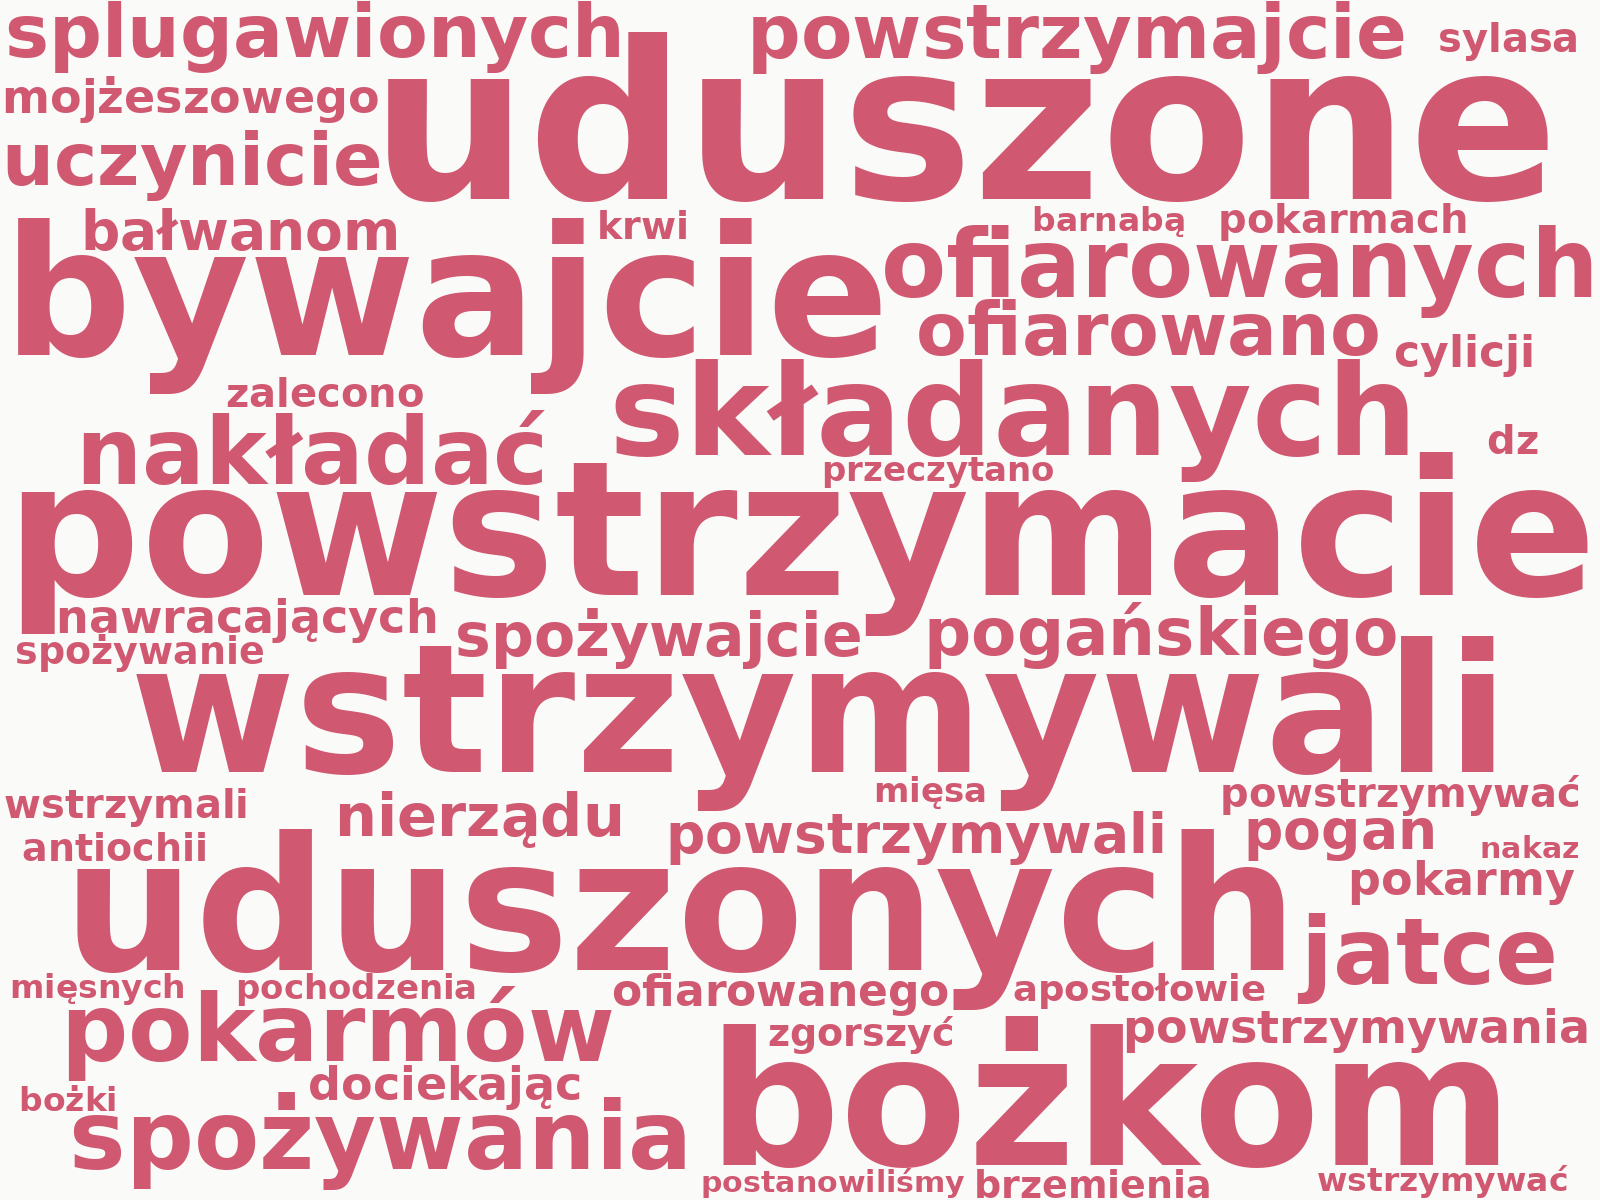 splugawionych powstrzymajcie sylasa
mojżeszowego uduszone
uczynicie
bałwanom krwi barnabą pokarmach
bywajcie ofiarowanych
ofiarowano cylicji
zalecono składanych
nakładać przeczytano dz
powstrzymacie
nawracających spożywajcie pogańskiego
spożywanie
wstrzymywali
wstrzymali nierządu mięsa powstrzymywać
antiochii powstrzymywali pogan nakaz
uduszonych pokarmy
jatce
mięsnych pochodzenia ofiarowanego apostołowie
pokarmów zgorszyć powstrzymywania
dociekając bożkom
bożki
spożywania
postanowiliśmy brzemienia wstrzymywać